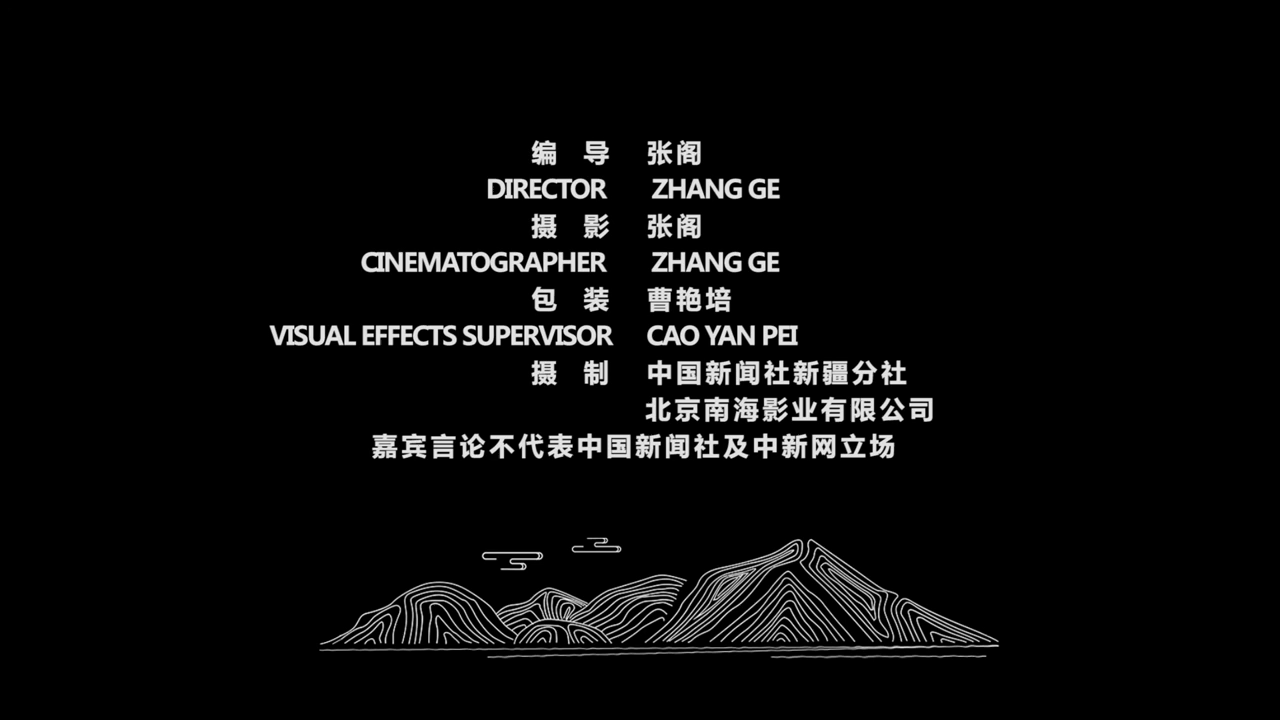 编 导 张阁
DIRECTOR ZHANG GE
摄 影 张阁
CINEMATOGRAPHER ZHANG GE
包 装 曹艳培
VISUAL EFFECTS SUPERVISOR CAO YAN PEI
摄 制 中国新闻社新疆分社
北京南海影业有限公司
嘉宾言论不代表中国新闻社及中新网立场